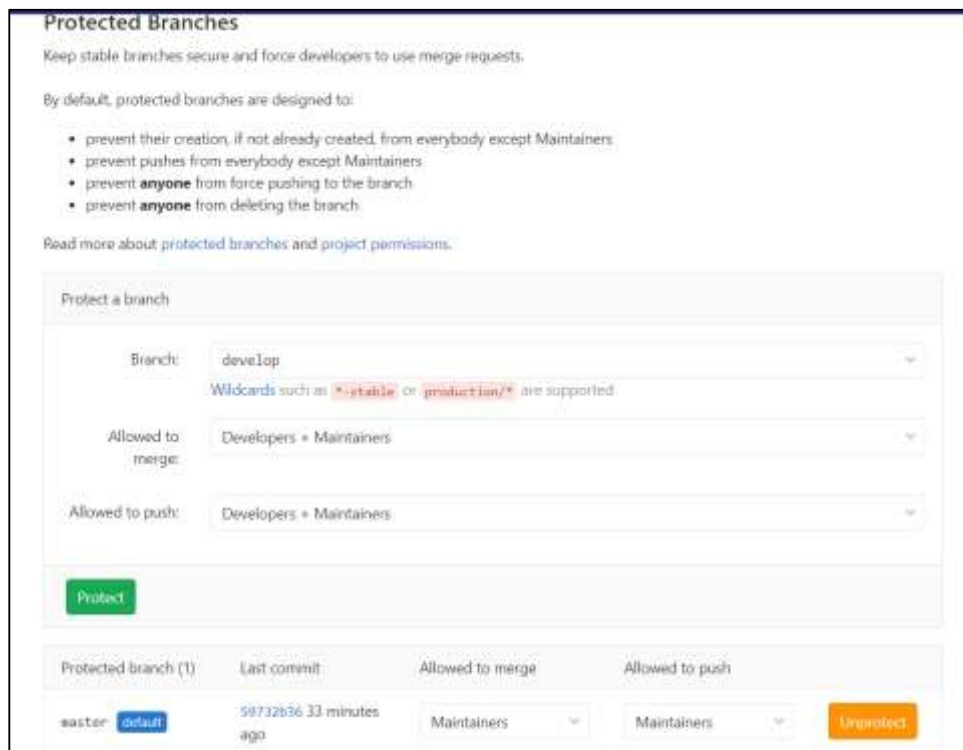 Protected Branches
Keep stable branches secure and force developers to use merge requests.
By default, protected branches are designed to:
• prevent their creation, if not already created, from everybody except Maintainers
• prevent pushes from everybody except Maintainers
• prevent anyone from force pushing to the branch
• prevent anyone from deleting the branch
Read more about protected branches and project permissions.
Protect a branch
Branch: develop
Wildcards such as *-stable or production/* are supported
Allowed to merge: Developers + Maintainers
Allowed to push: Developers + Maintainers
Protect
Protected branch (1) Last commit Allowed to merge Allowed to push
master default 59732b36 33 minutes ago Maintainers Maintainers Unprotect